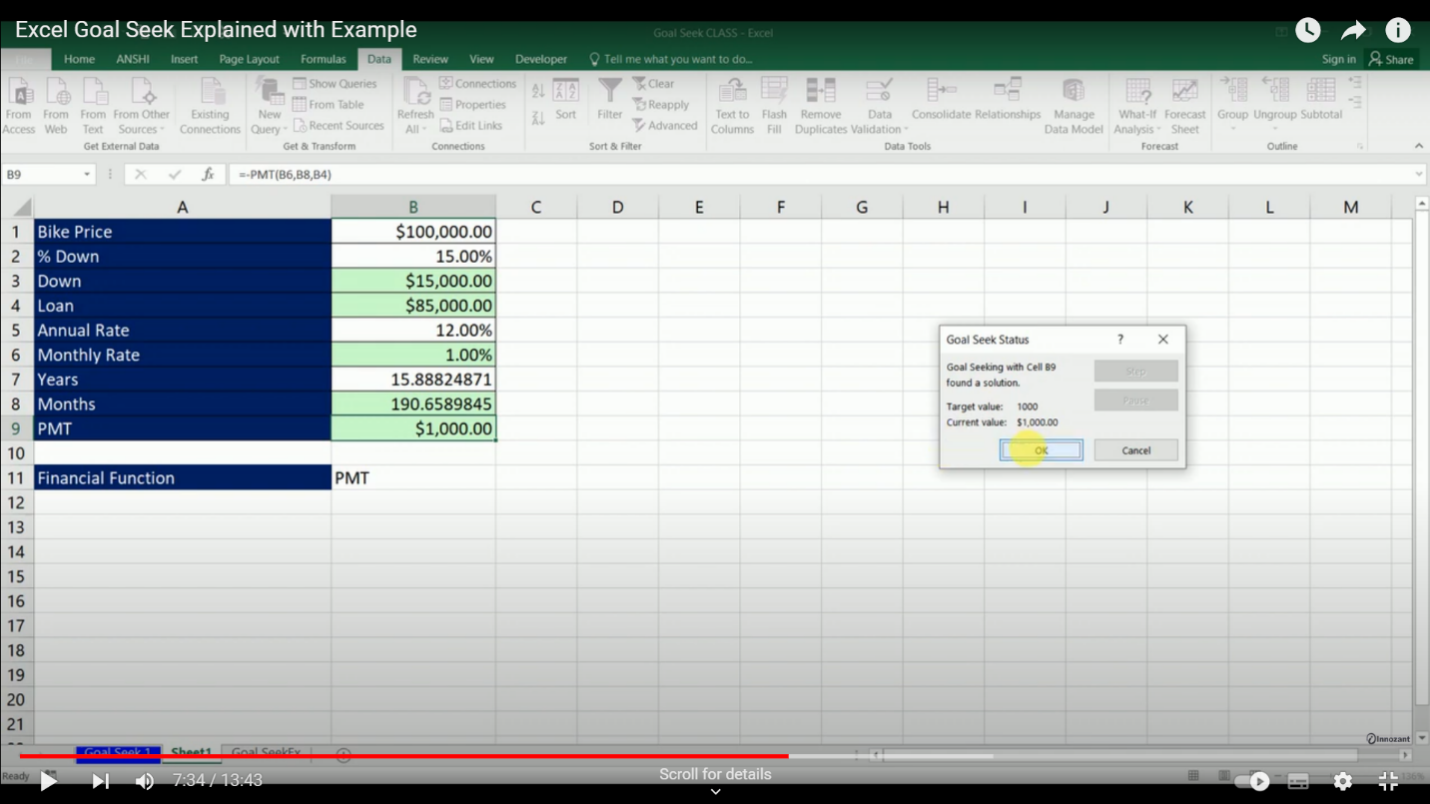 Excel Goal Seek Explained with Example
Goal Seek CLASS - Excel
Home ANSHI Insert Page Layout Formulas Data Review View Developer Tell me what you want to do... Sign in Share
From Access
From Web
From Text
From Other Sources
Existing Connections
Get External Data
New Query
Show Queries
From Table
Recent Sources
Get & Transform
Refresh All
Connections
Properties
Edit Links
Connections
Sort
Filter
Clear
Reapply
Advanced
Sort & Filter
Text to Columns
Flash Fill
Remove Duplicates
Data Validation
Consolidate
Relationships
Manage Data Model
Data Tools
What-If Analysis
Forecast Sheet
Forecast
Group
Ungroup
Subtotal
Outline
B9 fx =-PMT(B6,B8,B4)
A B C D E F G H I J K L M
1 Bike Price $100,000.00
2 % Down 15.00%
3 Down $15,000.00
4 Loan $85,000.00
5 Annual Rate 12.00%
6 Monthly Rate 1.00%
7 Years 15.88824871
8 Months 190.6589845
9 PMT $1,000.00
10
11 Financial Function PMT
12
13
14
15
16
17
18
19
20
21
Goal Seek Status ?
Goal Seeking with Cell B9
found a solution.
Target value: 1000
Current value: $1,000.00
Step
Pause
OK
Cancel
Innozant
Goal Seek 1 Sheet1 Goal SeekEx
Ready
7:34 / 13:43
Scroll for details
136%